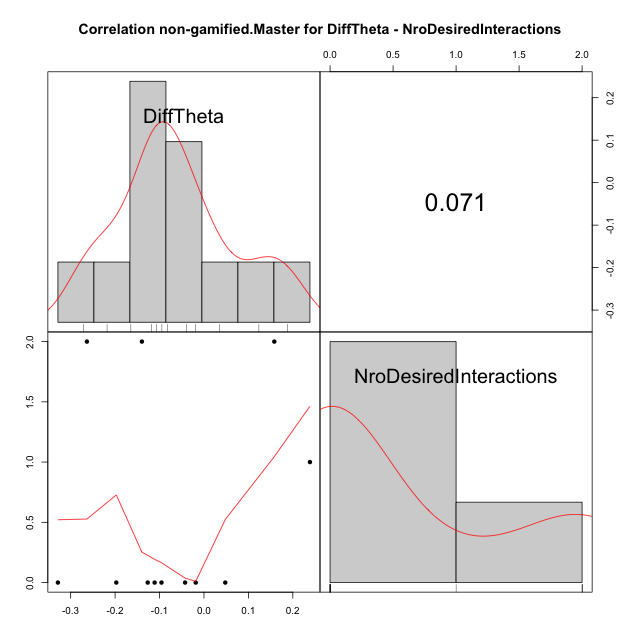 Correlation non-gamified.Master for DiffTheta - NroDesiredInteractions
0.0 0.5 1.0 1.5 2.0
DiffTheta
0.071
0.2
0.1
0.0
-0.1
-0.2
-0.3
NroDesiredInteractions
2.0
1.5
1.0
0.5
0.0
-0.3 -0.2 -0.1 0.0 0.1 0.2